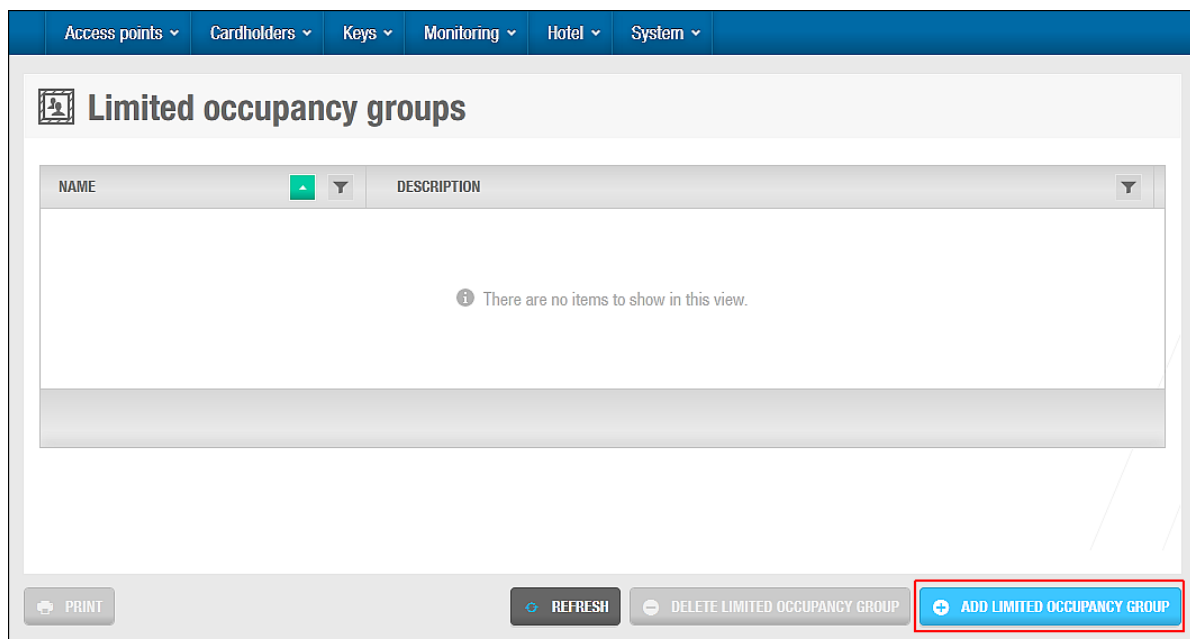 Access points Cardholders Keys Monitoring Hotel System
Limited occupancy groups
NAME DESCRIPTION
There are no items to show in this view.
PRINT REFRESH DELETE LIMITED OCCUPANCY GROUP ADD LIMITED OCCUPANCY GROUP